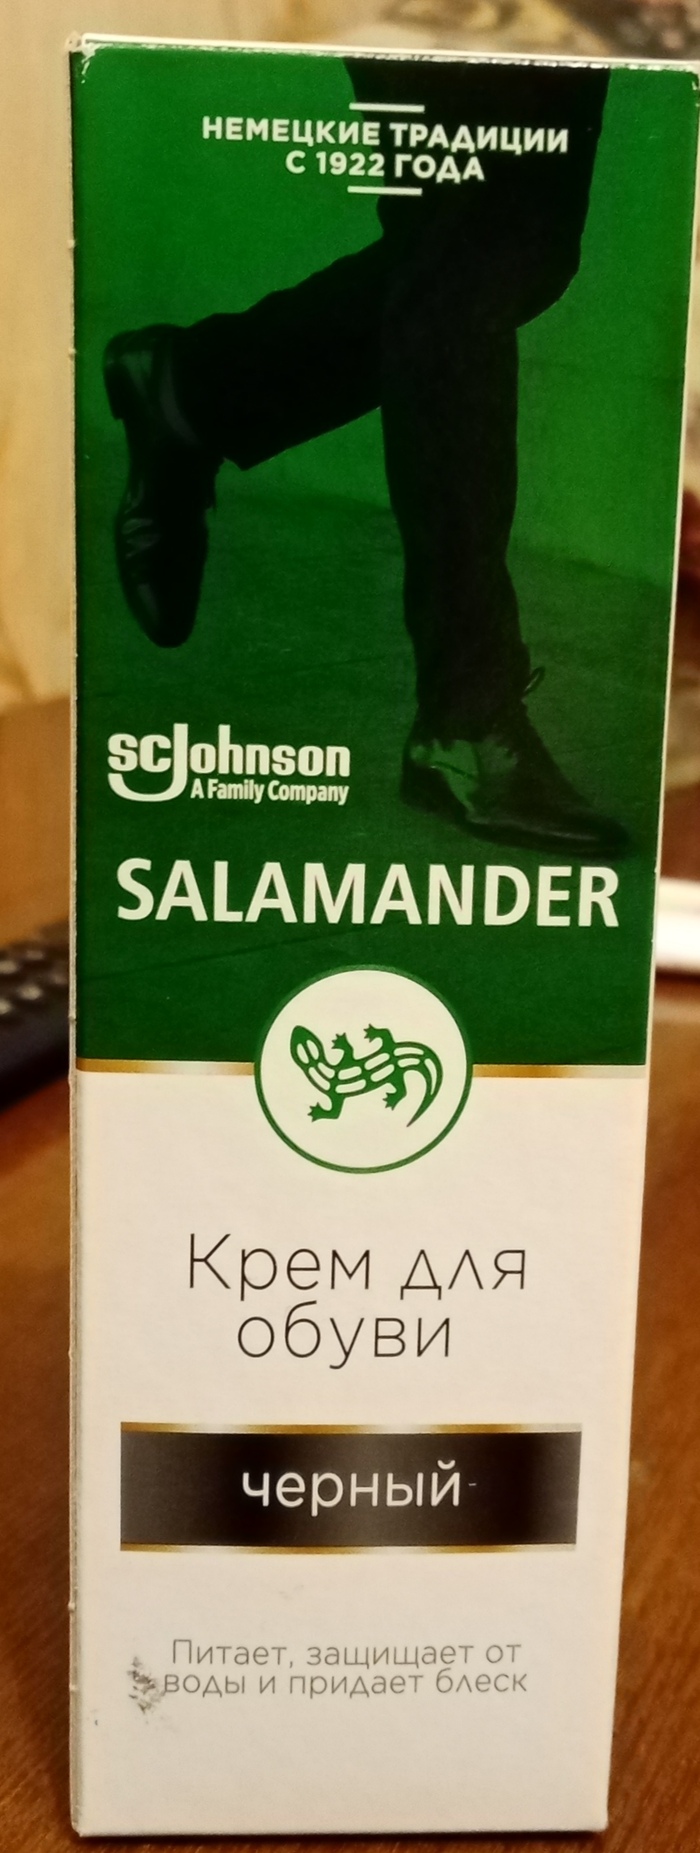 НЕМЕЦКИЕ ТРАДИЦИИ
С 1922 ГОДА
scjohnson
A Family Company
SALAMANDER
Крем для
обуви
черный
Питает, защищает от
воды и придает блеск